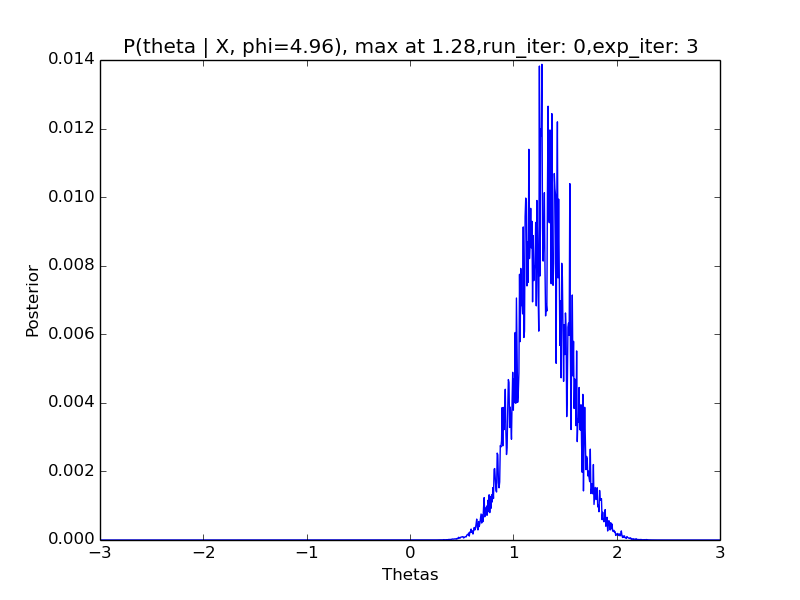 P(theta | X, phi=4.96), max at 1.28,run_iter: 0,exp_iter: 3
0.014
0.012
0.010
0.008
0.006
0.004
0.002
0.000
Posterior
−3 −2 −1 0 1 2 3
Thetas